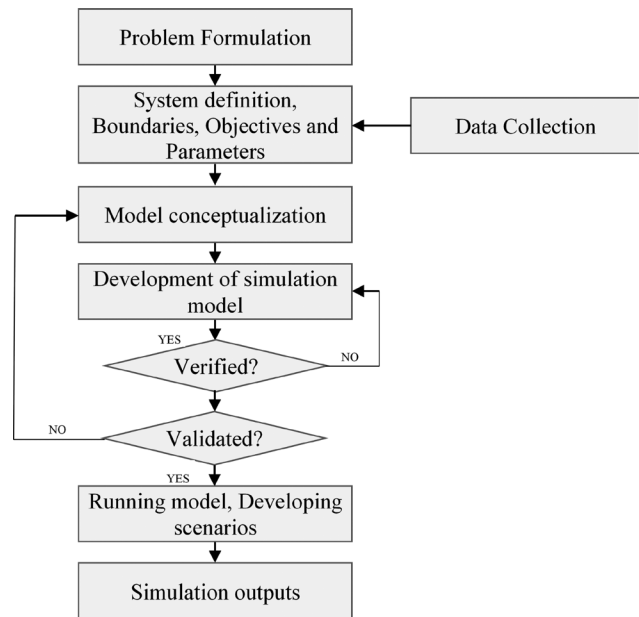 Problem Formulation
System definition,
Boundaries, Objectives and
Parameters
Data Collection
Model conceptualization
Development of simulation
model
YES
Verified?
NO
Validated?
NO
YES
Running model, Developing
scenarios
Simulation outputs